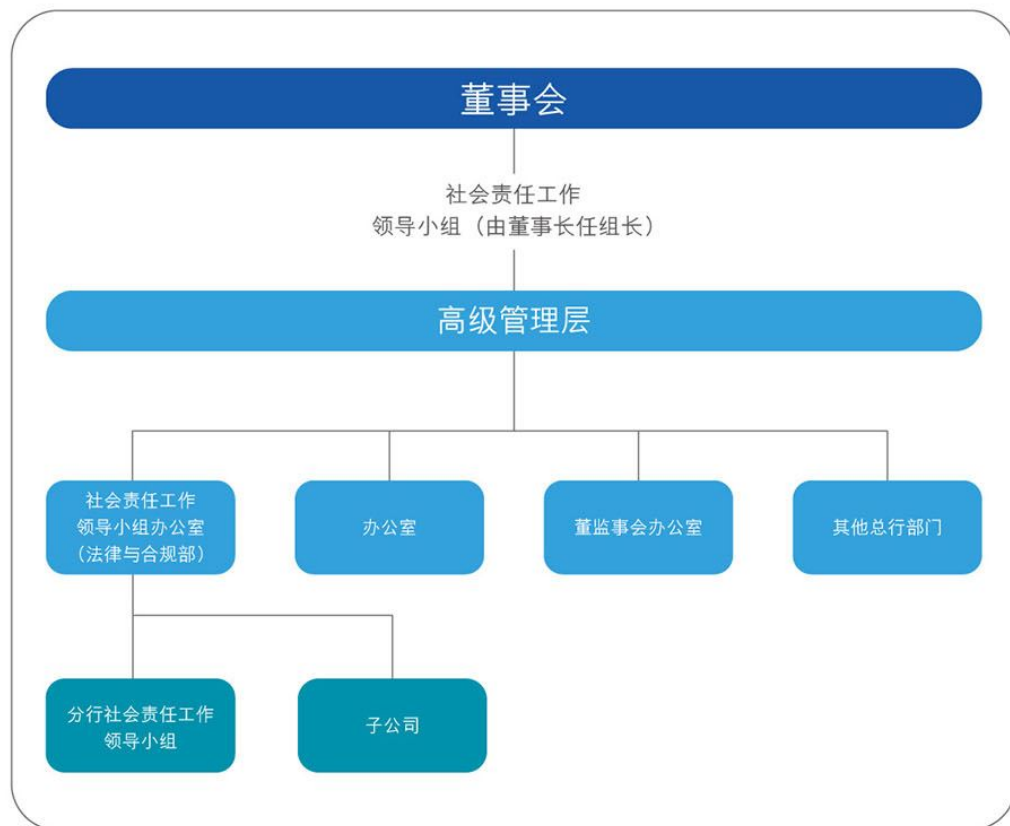 董事会
社会责任工作
领导小组（由董事长任组长）
高级管理层
社会责任工作
领导小组办公室
（法律与合规部）
办公室
董监事会办公室
其他总行部门
分行社会责任工作
领导小组
子公司